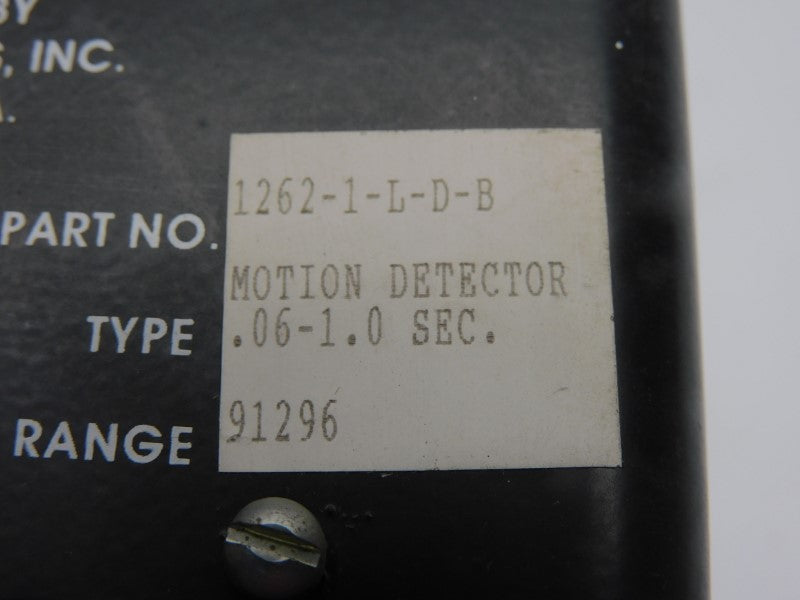 BY
, INC.
PART NO. 1262-1-L-D-B
MOTION DETECTOR
TYPE .06-1.0 SEC.
RANGE 91296